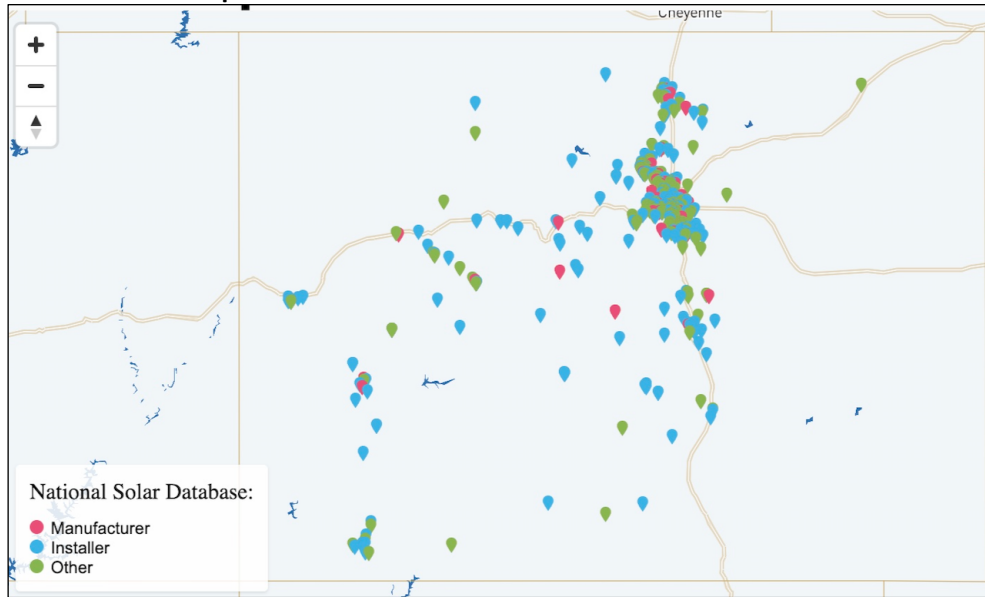 Cheyenne
+
−
National Solar Database:
Manufacturer
Installer
Other